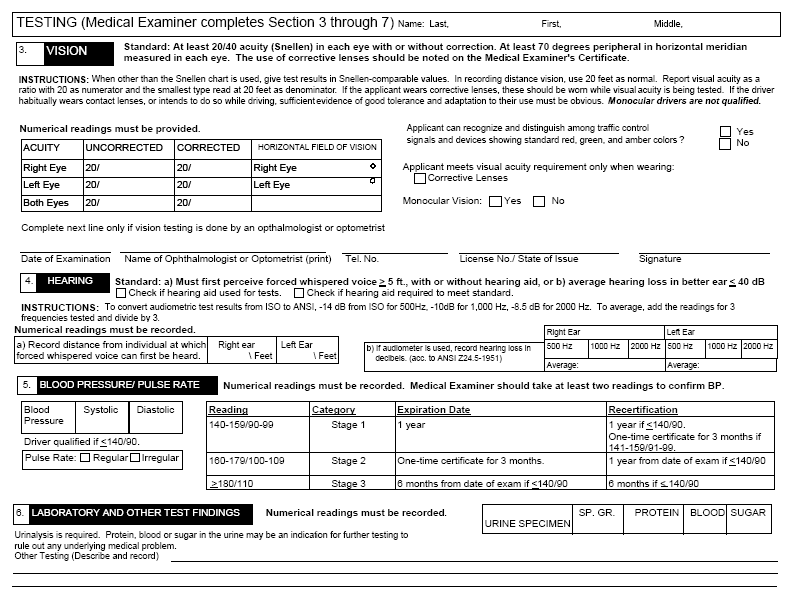 TESTING (Medical Examiner completes Section 3 through 7) Name: Last, First, Middle,
3. VISION
Standard: At least 20/40 acuity (Snellen) in each eye with or without correction. At least 70 degrees peripheral in horizontal meridian
measured in each eye. The use of corrective lenses should be noted on the Medical Examiner's Certificate.
INSTRUCTIONS: When other than the Snellen chart is used, give test results in Snellen-comparable values. In recording distance vision, use 20 feet as normal. Report visual acuity as a
ratio with 20 as numerator and the smallest type read at 20 feet as denominator. If the applicant wears corrective lenses, these should be worn while visual acuity is being tested. If the driver
habitually wears contact lenses, or intends to do so while driving, sufficient evidence of good tolerance and adaptation to their use must be obvious. Monocular drivers are not qualified.
Numerical readings must be provided.
ACUITY UNCORRECTED CORRECTED HORIZONTAL FIELD OF VISION
Right Eye 20/ 20/ Right Eye
Left Eye 20/ 20/ Left Eye
Both Eyes 20/ 20/
Applicant can recognize and distinguish among traffic control
signals and devices showing standard red, green, and amber colors ?
Yes
No
Applicant meets visual acuity requirement only when wearing:
Corrective Lenses
Monocular Vision: Yes No
Complete next line only if vision testing is done by an opthalmologist or optometrist
Date of Examination Name of Ophthalmologist or Optometrist (print) Tel. No. License No./ State of Issue Signature
4. HEARING
Standard: a) Must first perceive forced whispered voice ≥ 5 ft., with or without hearing aid, or b) average hearing loss in better ear ≤ 40 dB
Check if hearing aid used for tests. Check if hearing aid required to meet standard.
INSTRUCTIONS: To convert audiometric test results from ISO to ANSI, -14 dB from ISO for 500Hz, -10dB for 1,000 Hz, -8.5 dB for 2000 Hz. To average, add the readings for 3
frequencies tested and divide by 3.
Numerical readings must be recorded.
a) Record distance from individual at which
forced whispered voice can first be heard.
Right ear
\ Feet
Left Ear
\ Feet
b) If audiometer is used, record hearing loss in
decibels. (acc. to ANSI Z24.5-1951)
Right Ear Left Ear
500 Hz 1000 Hz 2000 Hz 500 Hz 1000 Hz 2000 Hz
Average: Average:
5. BLOOD PRESSURE/ PULSE RATE
Numerical readings must be recorded. Medical Examiner should take at least two readings to confirm BP.
Blood
Pressure
Systolic Diastolic
Driver qualified if ≤140/90.
Pulse Rate: Regular Irregular
Reading Category Expiration Date Recertification
140-159/90-99 Stage 1 1 year 1 year if ≤140/90.
One-time certificate for 3 months if
141-159/91-99.
160-179/100-109 Stage 2 One-time certificate for 3 months. 1 year from date of exam if ≤140/90
≥180/110 Stage 3 6 months from date of exam if ≤140/90 6 months if ≤ 140/90
6. LABORATORY AND OTHER TEST FINDINGS
Numerical readings must be recorded.
URINE SPECIMEN SP. GR. PROTEIN BLOOD SUGAR
Urinalysis is required. Protein, blood or sugar in the urine may be an indication for further testing to
rule out any underlying medical problem.
Other Testing (Describe and record)